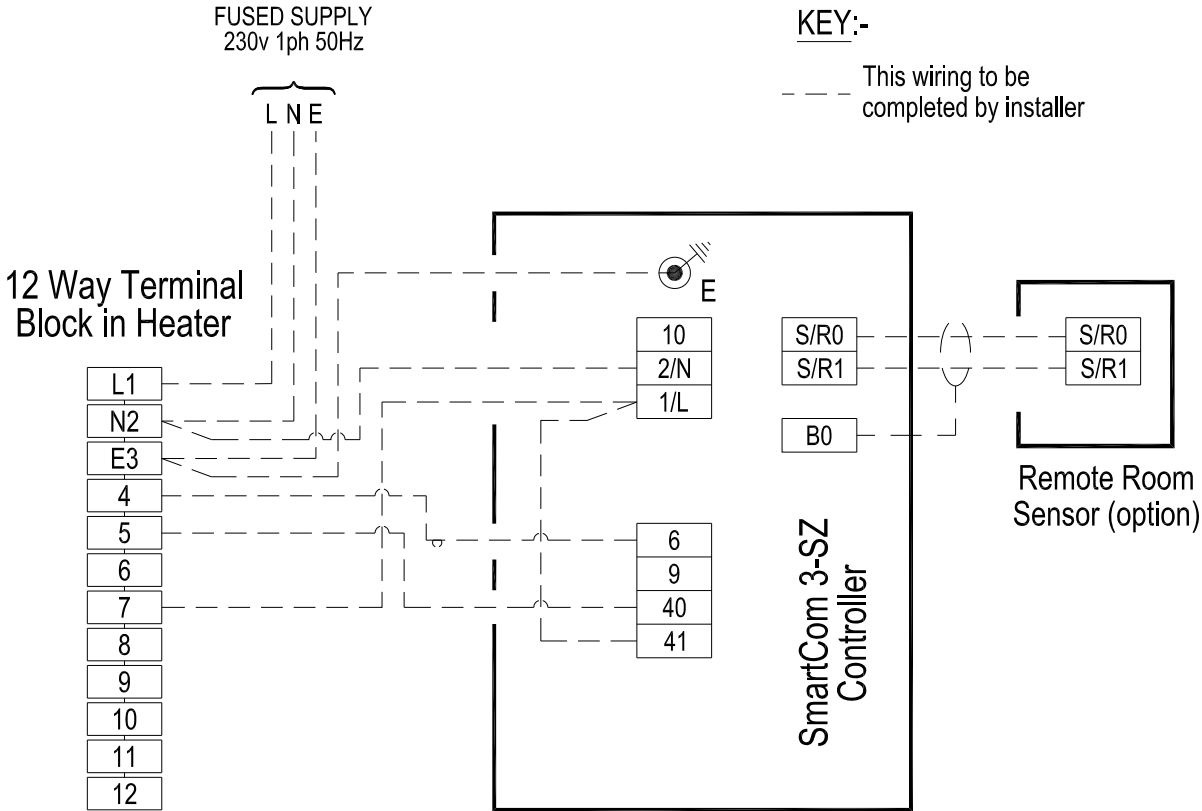 FUSED SUPPLY
230v 1ph 50Hz
L N E
KEY:-
This wiring to be
completed by installer
12 Way Terminal
Block in Heater
L1
N2
E3
4
5
6
7
8
9
10
11
12
E
10
2/N
1/L
6
9
40
41
S/R0
S/R1
B0
SmartCom 3-SZ
Controller
S/R0
S/R1
Remote Room
Sensor (option)